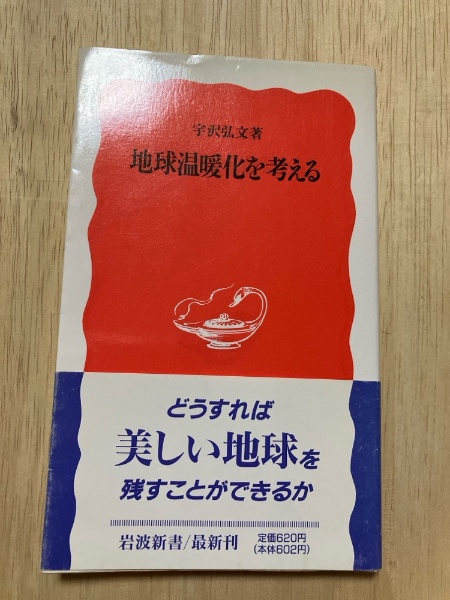 宇沢弘文著
地球温暖化を考える
どうすれば
美しい地球を
残すことができるか
岩波新書/最新刊
定価620円
(本体602円)